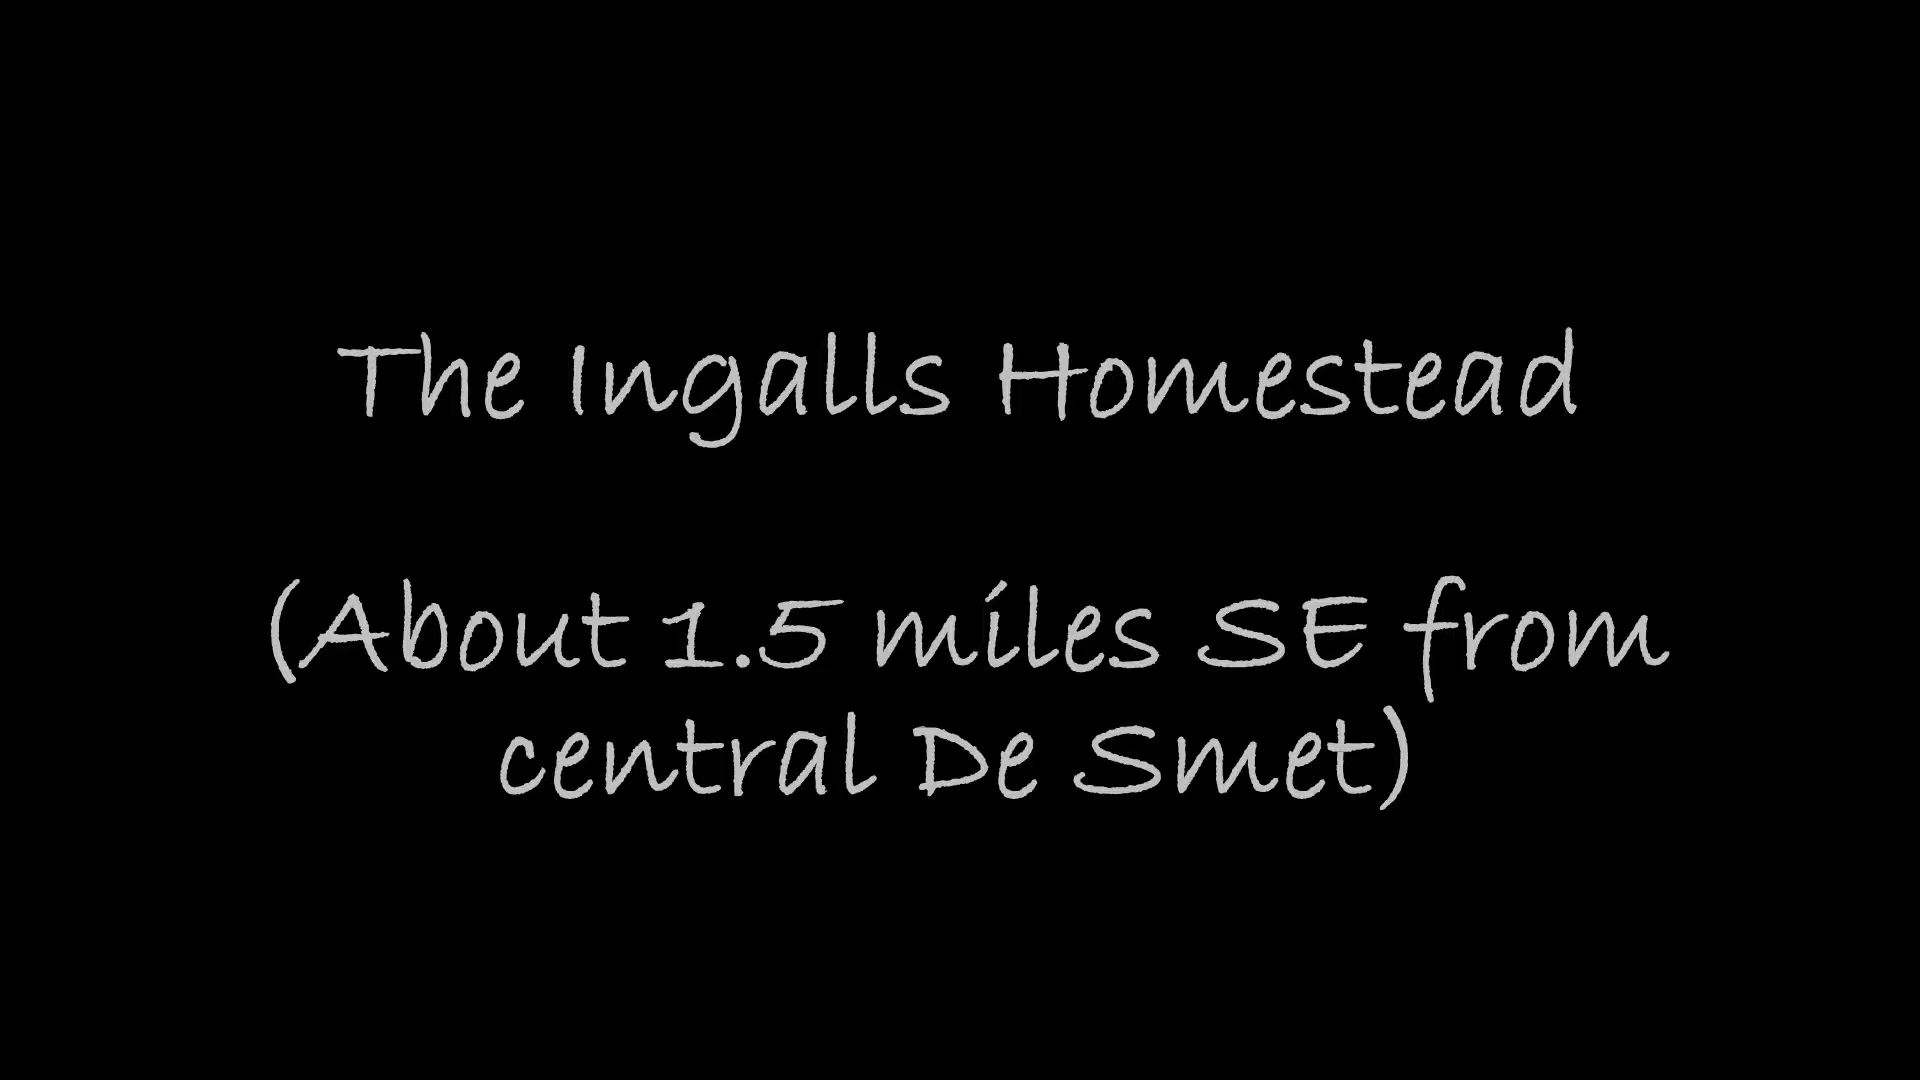 The Ingalls Homestead
(About 1.5 miles SE from
central De Smet)